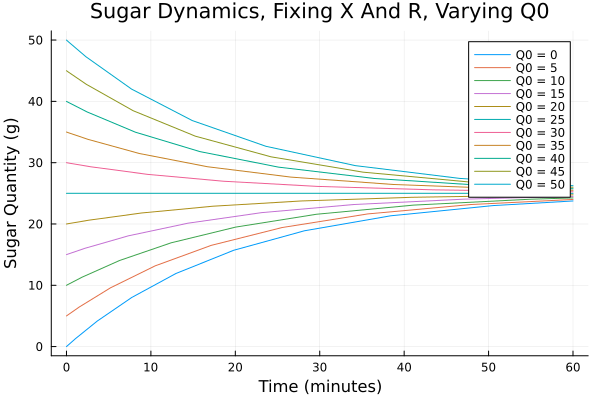 Sugar Dynamics, Fixing X And R, Varying Q0
50
40
30
20
10
0
Sugar Quantity (g)
Q0 = 0
Q0 = 5
Q0 = 10
Q0 = 15
Q0 = 20
Q0 = 25
Q0 = 30
Q0 = 35
Q0 = 40
Q0 = 45
Q0 = 50
0 10 20 30 40 50 60
Time (minutes)